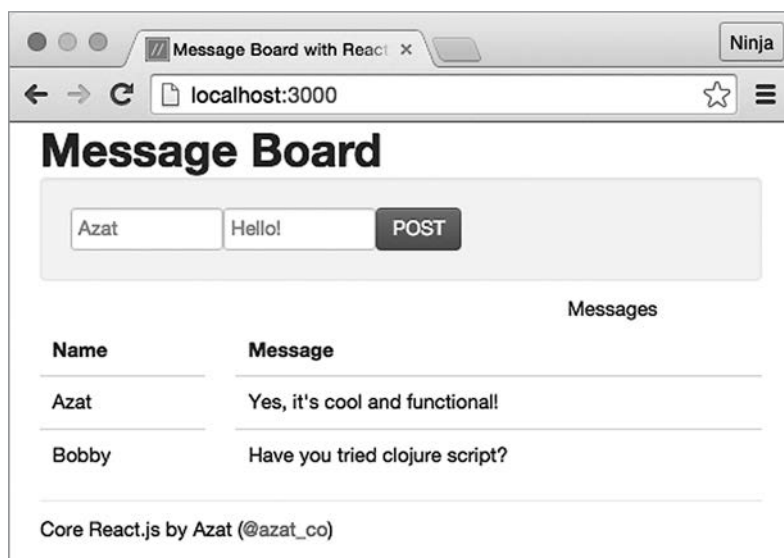 Message Board with React
Ninja
localhost:3000
Message Board
Azat Hello! POST
Messages
Name Message
Azat Yes, it's cool and functional!
Bobby Have you tried clojure script?
Core React.js by Azat (@azat_co)